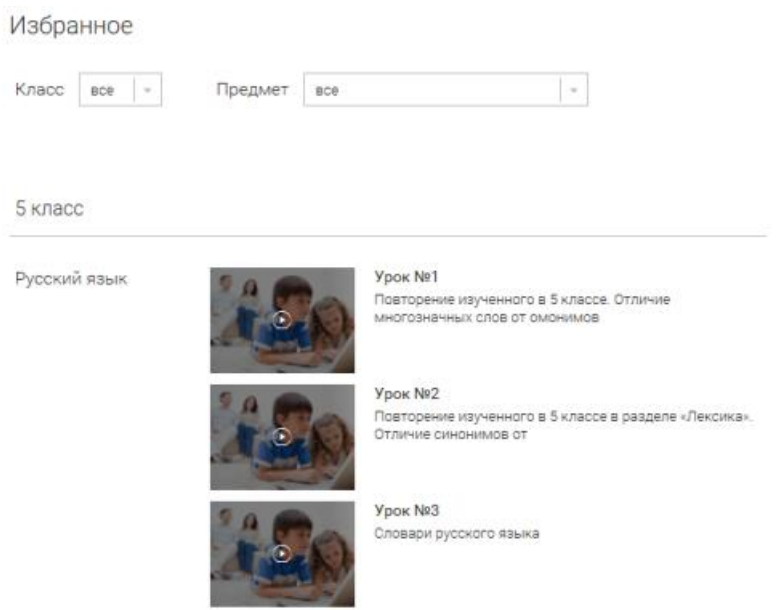 Избранное
Класс все Предмет все
5 класс
Русский язык
Урок №1
Повторение изученного в 5 классе. Отличие
многозначных слов от омонимов
Урок №2
Повторение изученного в 5 классе в разделе «Лексика».
Отличие синонимов от
Урок №3
Словари русского языка